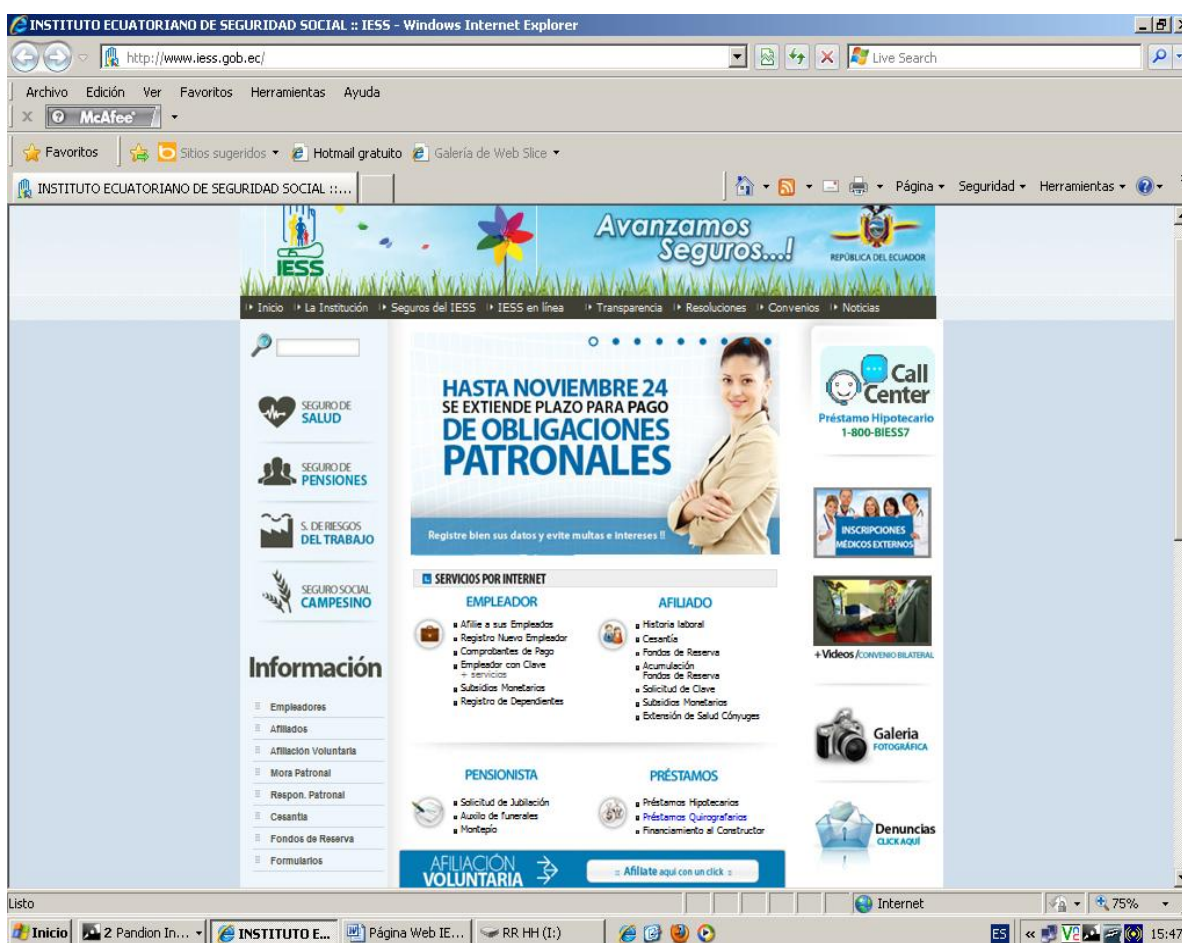 INSTITUTO ECUATORIANO DE SEGURIDAD SOCIAL :: IESS - Windows Internet Explorer
http://www.iess.gob.ec/
Live Search
Archivo Edición Ver Favoritos Herramientas Ayuda
McAfee
Favoritos Sitios sugeridos Hotmail gratuito Galería de Web Slice
INSTITUTO ECUATORIANO DE SEGURIDAD SOCIAL ::...
Página Seguridad Herramientas
IESS
Avanzamos
Seguros...!
REPÚBLICA DEL ECUADOR
Inicio La Institución Seguros del IESS IESS en línea Transparencia Resoluciones Convenios Noticias
SEGURO DE
SALUD
SEGURO DE
PENSIONES
S. DE RIESGOS
DEL TRABAJO
SEGURO SOCIAL
CAMPESINO
Información
Empleadores
Afiliados
Afiliación Voluntaria
Mora Patronal
Respon. Patronal
Cesantia
Fondos de Reserva
Formularios
HASTA NOVIEMBRE 24
SE EXTIENDE PLAZO PARA PAGO
DE OBLIGACIONES
PATRONALES
Registre bien sus datos y evite multas e intereses !!
SERVICIOS POR INTERNET
EMPLEADOR
Afilie a sus Empleados
Registro Nuevo Empleador
Comprobantes de Pago
Empleador con Clave
+ servicios
Subsidios Monetarios
Registro de Dependientes
AFILIADO
Historia laboral
Cesantía
Fondos de Reserva
Acumulación
Fondos de Reserva
Solicitud de Clave
Subsidios Monetarios
Extensión de Salud Cónyuges
PENSIONISTA
Solicitud de Jubilación
Auxilio de funerales
Montepío
PRÉSTAMOS
Préstamos Hipotecarios
Préstamos Quirografarios
Financiamiento al Constructor
AFILIACIÓN
VOLUNTARIA
:: Afíliate aqui con un click ::
Call
Center
Préstamo Hipotecario
1-800-BIESS7
INSCRIPCIONES
MÉDICOS EXTERNOS
+ Videos /CONVENIO BILATERAL
Galeria
FOTOGRÁFICA
Denuncias
CLICK AQUÍ
Listo
Internet
75%
Inicio
2 Pandion In...
INSTITUTO E...
Página Web IE...
RR HH (I:)
ES
15:47